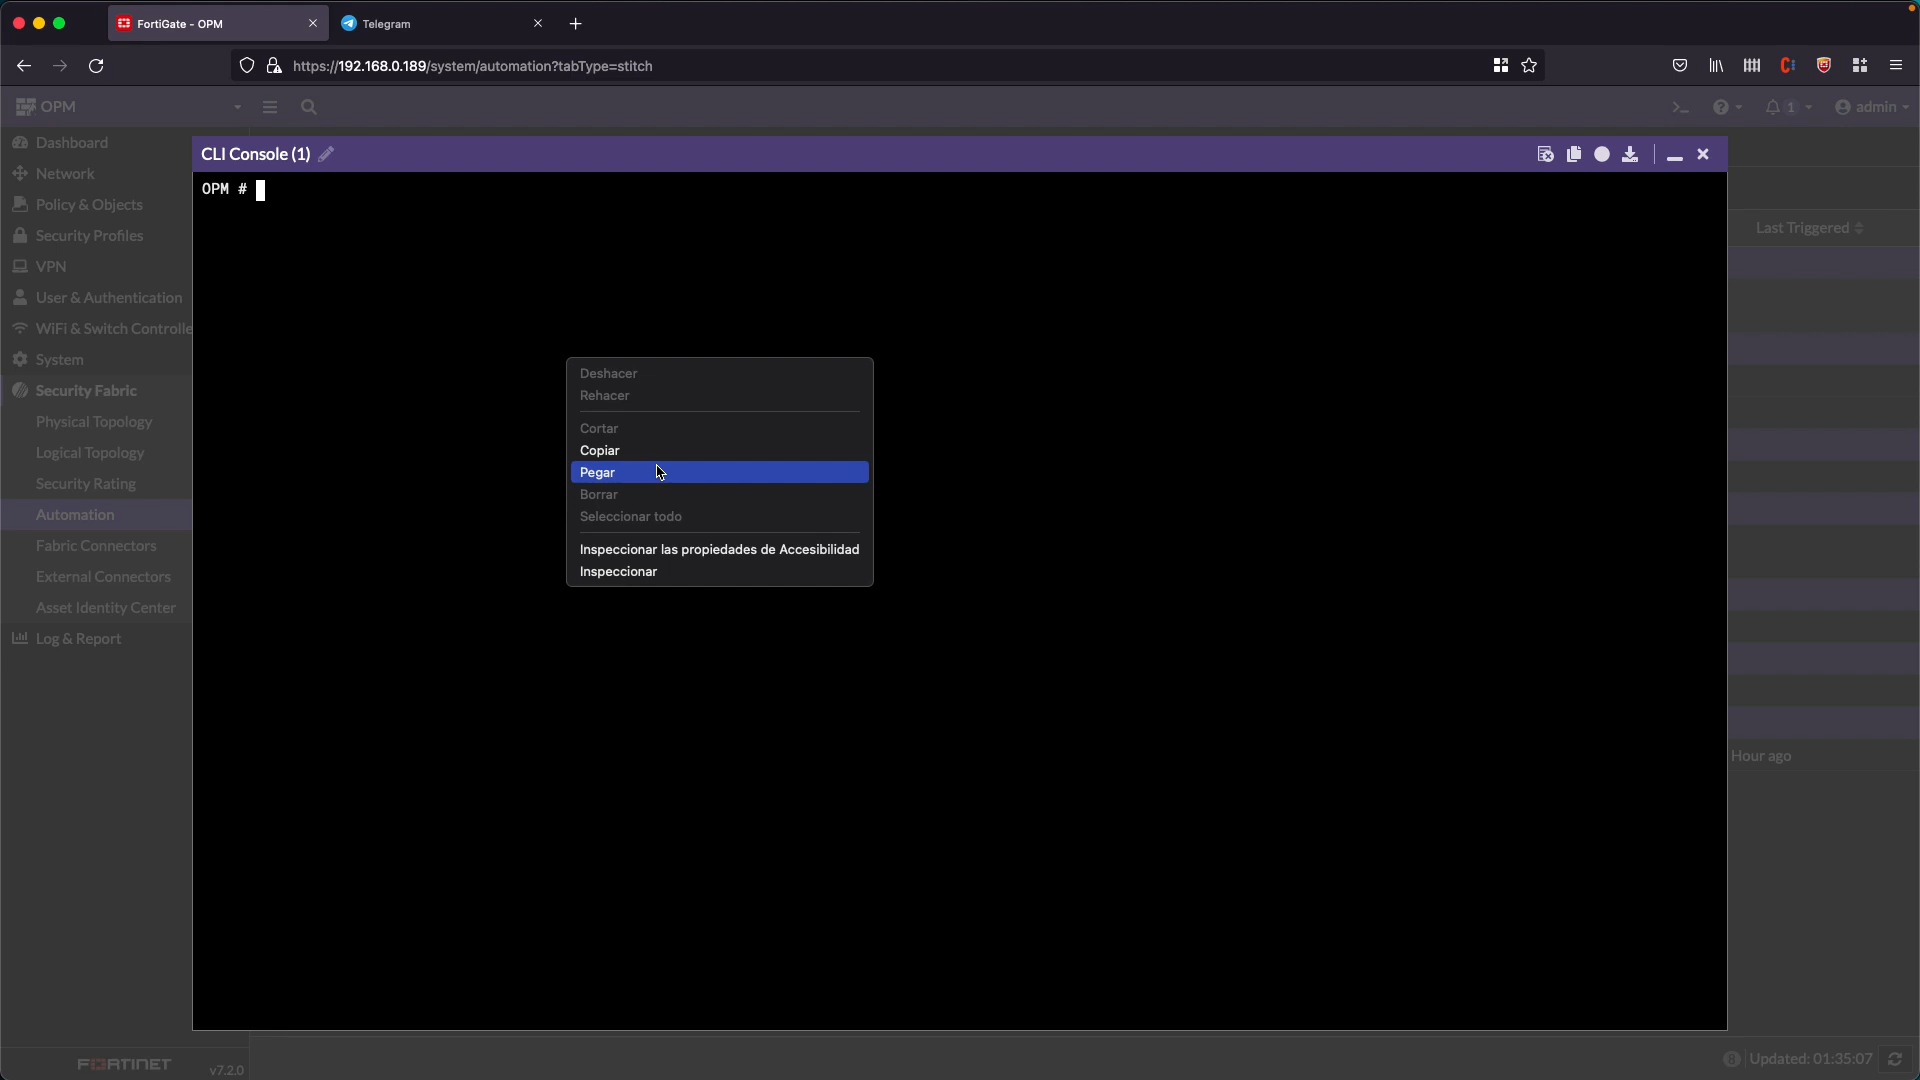 FortiGate - OPM
Telegram
https://192.168.0.189/system/automation?tabType=stitch
OPM
1
admin
Dashboard
Network
Policy & Objects
Security Profiles
VPN
User & Authentication
WiFi & Switch Controlle
System
Security Fabric
Physical Topology
Logical Topology
Security Rating
Automation
Fabric Connectors
External Connectors
Asset Identity Center
Log & Report
CLI Console (1)
OPM #
Deshacer
Rehacer
Cortar
Copiar
Pegar
Borrar
Seleccionar todo
Inspeccionar las propiedades de Accesibilidad
Inspeccionar
Last Triggered
Hour ago
FORTINET
v7.2.0
8 Updated: 01:35:07